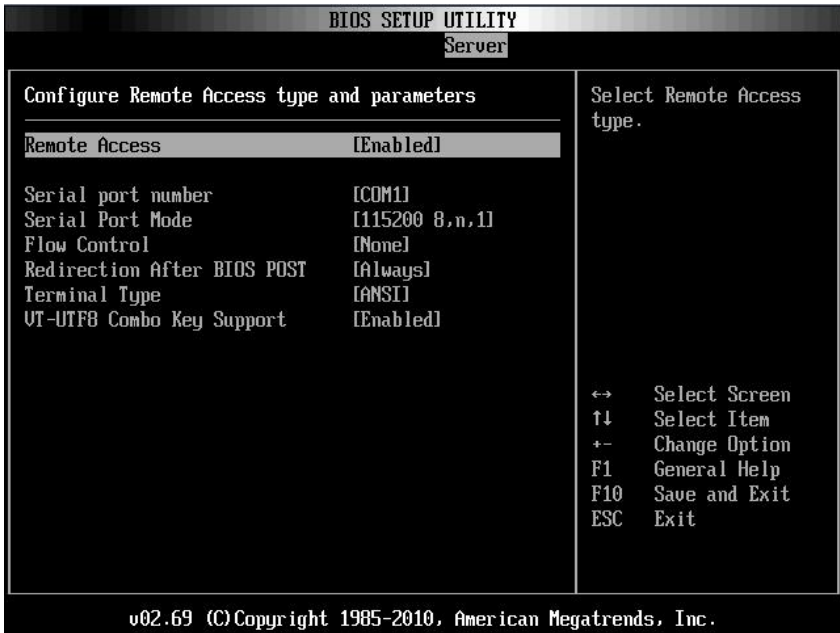 BIOS SETUP UTILITY
Server
Configure Remote Access type and parameters
Remote Access [Enabled]
Serial port number [COM1]
Serial Port Mode [115200 8,n,1]
Flow Control [None]
Redirection After BIOS POST [Always]
Terminal Type [ANSI]
VT-UTF8 Combo Key Support [Enabled]
Select Remote Access
type.
↔ Select Screen
↑↓ Select Item
+- Change Option
F1 General Help
F10 Save and Exit
ESC Exit
v02.69 (C)Copyright 1985-2010, American Megatrends, Inc.